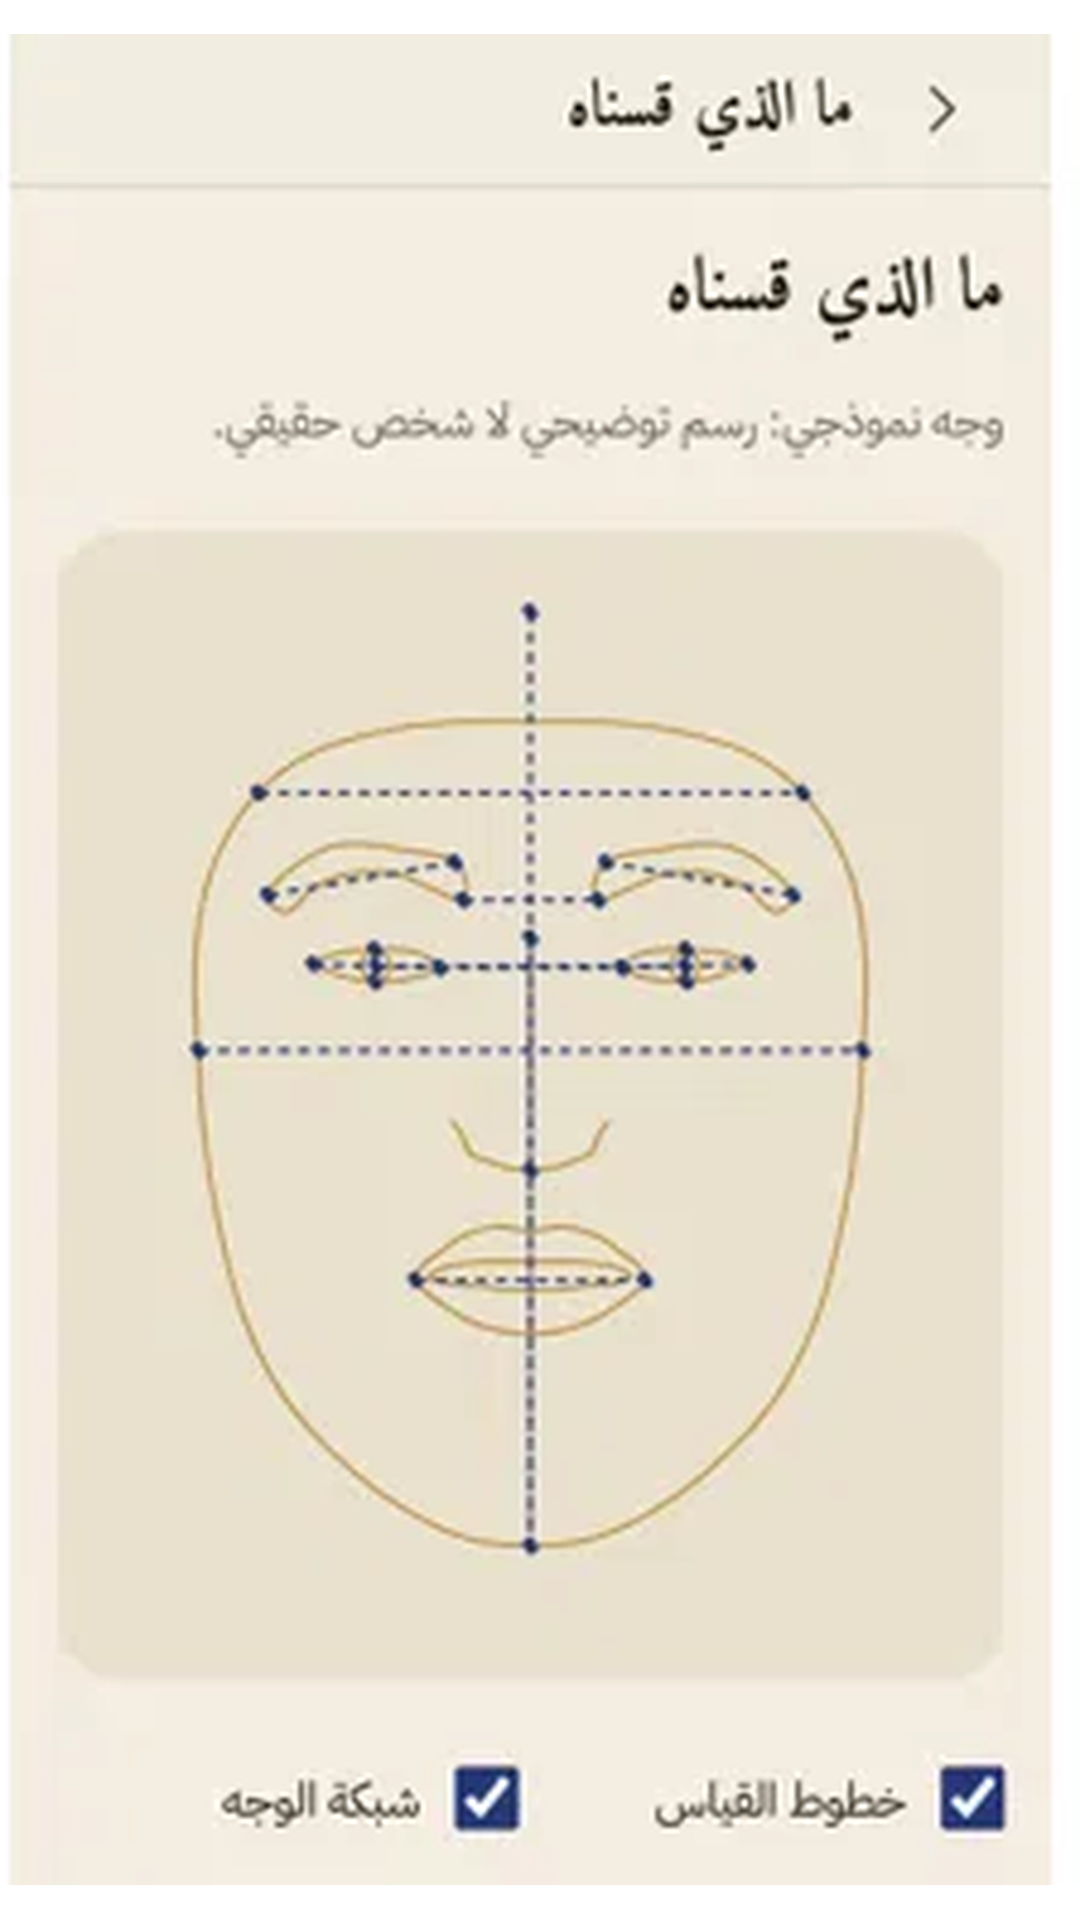 ما الذي قسناه
ما الذي قسناه
وجه نموذجي: رسم توضيحي لا شخص حقيقي.
خطوط القياس
شبكة الوجه